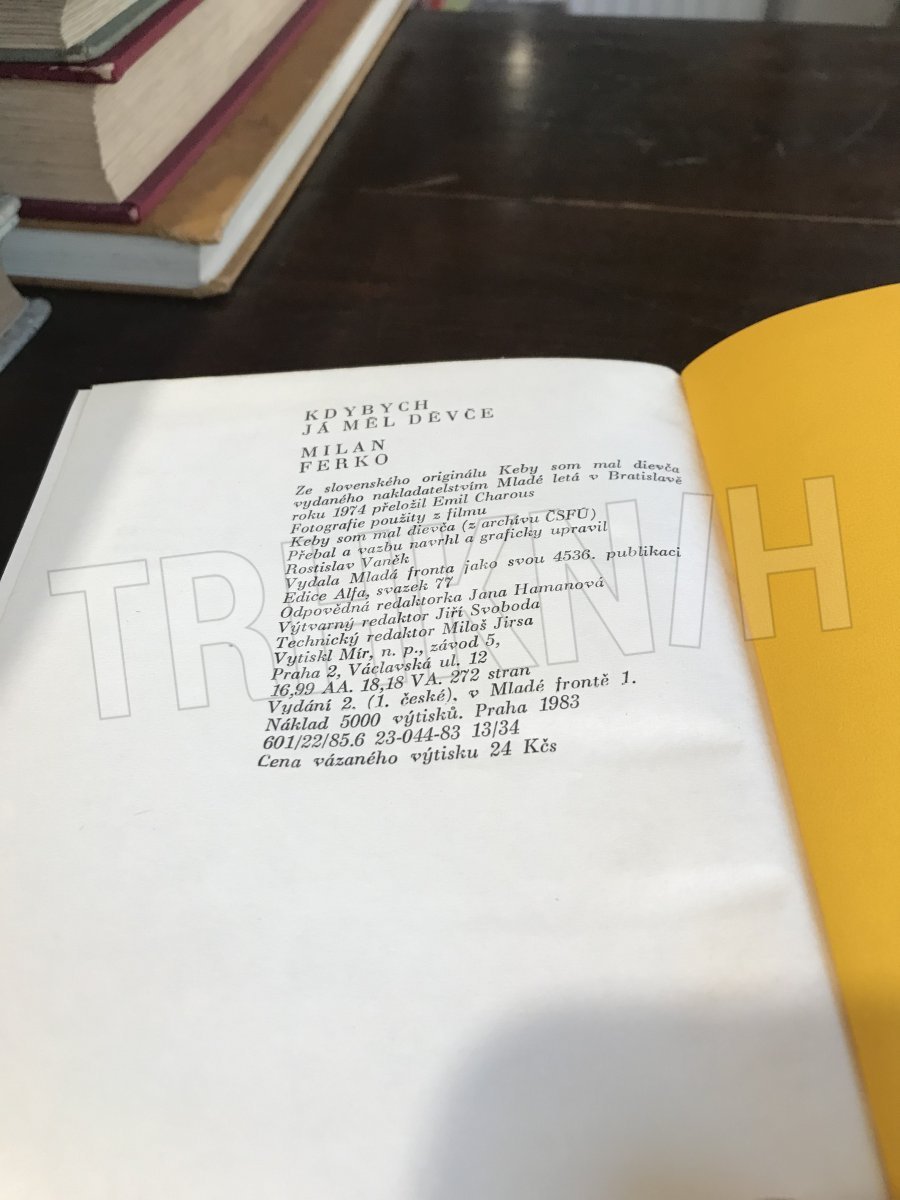 KDYBYCH
JÁ MĚL DĚVČE
MILAN
FERKO
Ze slovenského originálu Keby som mal dievča
vydaného nakladatelstvím Mladé letá v Bratislavě
roku 1974 přeložil Emil Charous
Fotografie použity z filmu
Keby som mal dievča (z archívu ČSFÚ)
Přebal a vazbu navrhl a graficky upravil
Rostislav Vaněk
Vydala Mladá fronta jako svou 4536. publikaci
Edice Alfa, svazek 77
Odpovědná redaktorka Jana Hamanová
Výtvarný redaktor Jiří Svoboda
Technický redaktor Miloš Jirsa
Vytiskl Mír, n. p., závod 5,
Praha 2, Václavská ul. 12
16,99 AA. 18,18 VA. 272 stran
Vydání 2. (1. české), v Mladé frontě 1.
Náklad 5000 výtisků. Praha 1983
601/22/85.6 23-044-83 13/34
Cena vázaného výtisku 24 Kčs